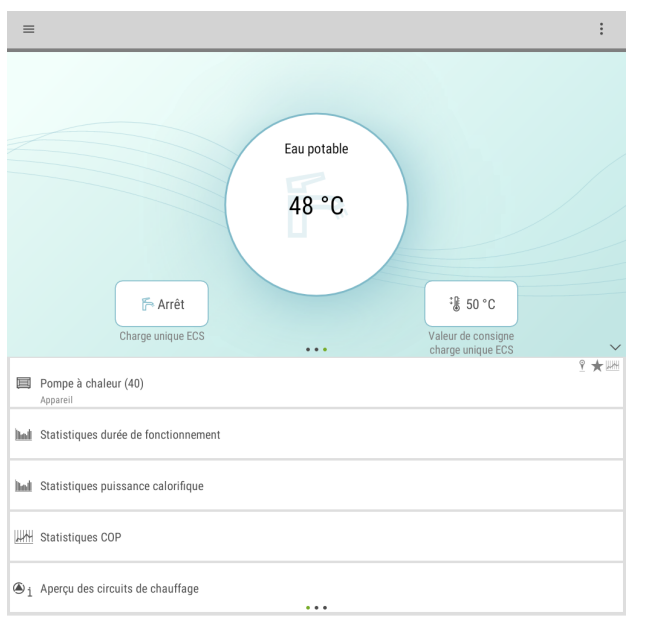 Eau potable
48 °C
Arrêt
50 °C
Charge unique ECS
Valeur de consigne
charge unique ECS
Pompe à chaleur (40)
Appareil
Statistiques durée de fonctionnement
Statistiques puissance calorifique
Statistiques COP
i Aperçu des circuits de chauffage